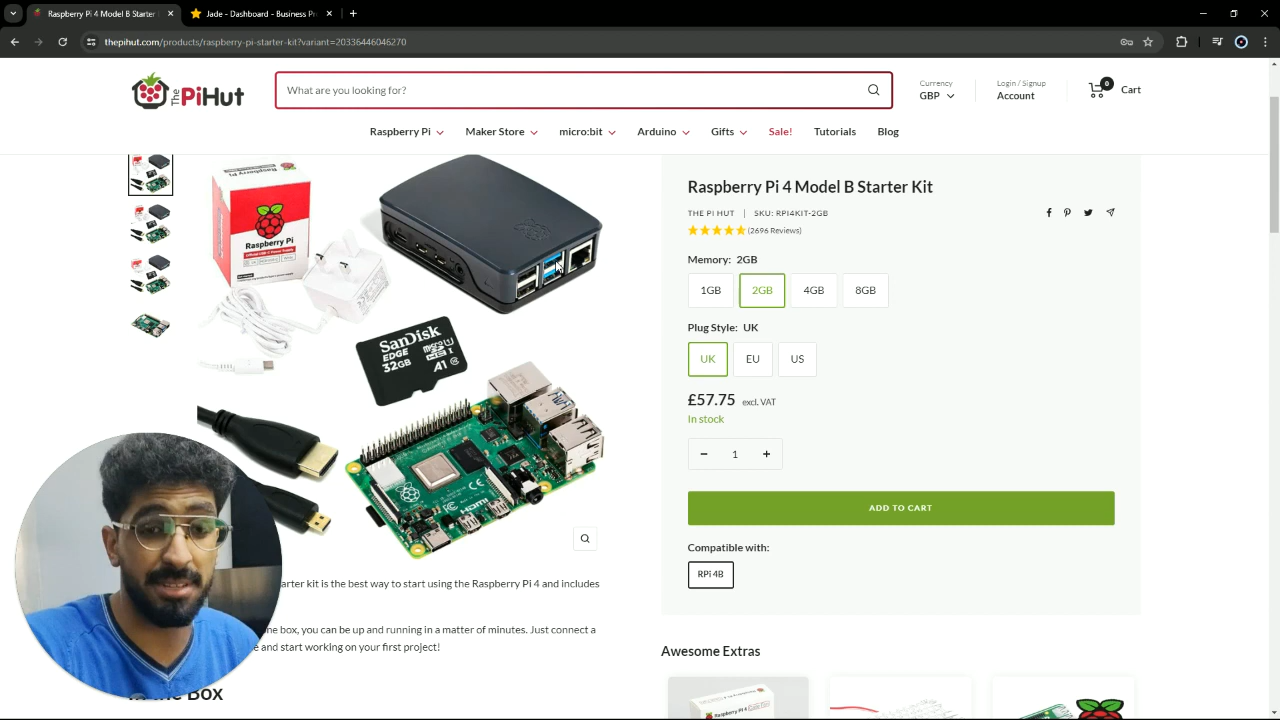 Raspberry Pi 4 Model B Starter
Jade - Dashboard - Business Pr
thepihut.com/products/raspberry-pi-starter-kit?variant=20336446046270
The PiHut
What are you looking for?
Currency
GBP
Login / Signup
Account
0
Cart
Raspberry Pi
Maker Store
micro:bit
Arduino
Gifts
Sale!
Tutorials
Blog
Raspberry Pi
SanDisk
EDGE
32GB
A1
HDMI
Raspberry Pi 4 Model B Starter Kit
THE PI HUT | SKU: RPI4KIT-2GB
(2696 Reviews)
Memory: 2GB
1GB
2GB
4GB
8GB
Plug Style: UK
UK
EU
US
£57.75 excl. VAT
In stock
1
ADD TO CART
Compatible with:
RPi 4B
arter kit is the best way to start using the Raspberry Pi 4 and includes
he box, you can be up and running in a matter of minutes. Just connect a
e and start working on your first project!
Box
Awesome Extras